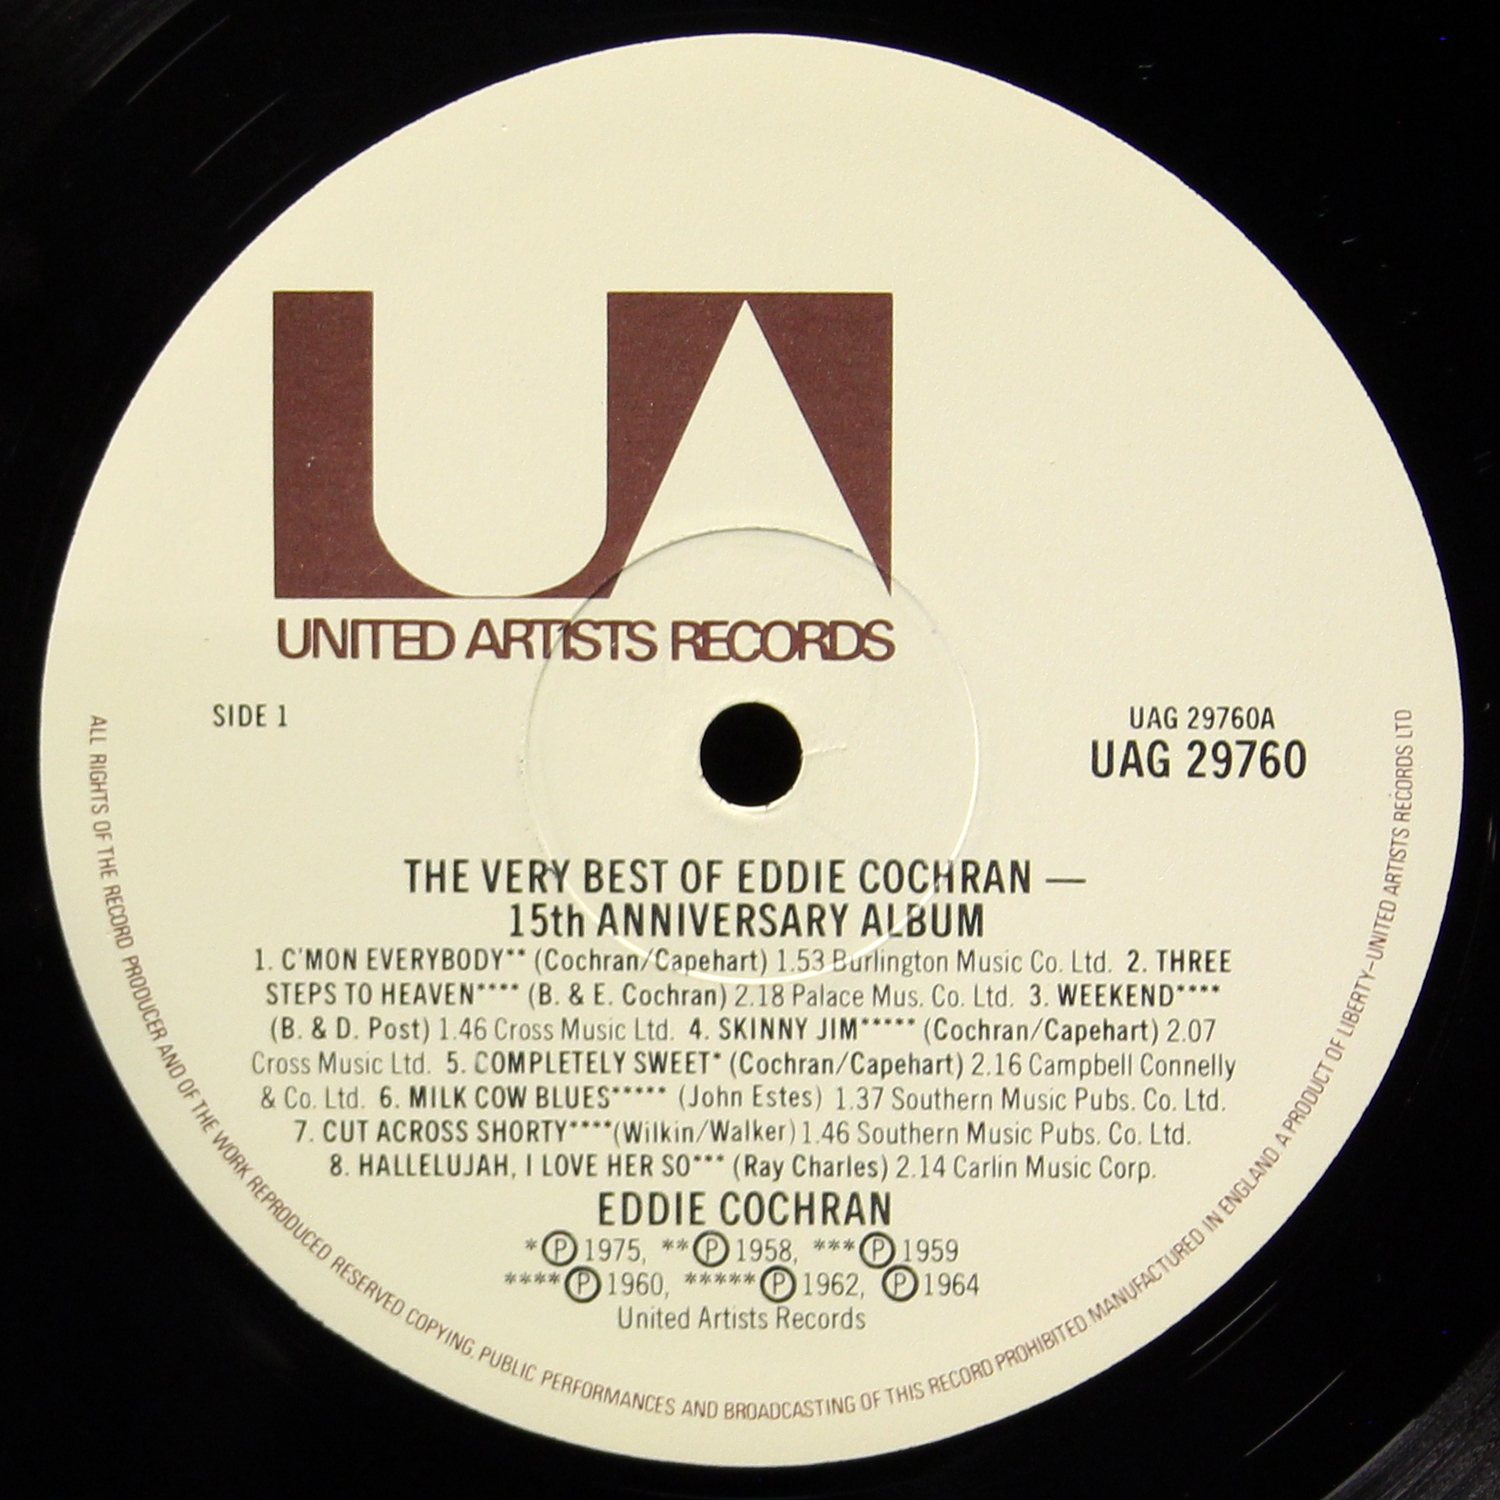 UA
UNITED ARTISTS RECORDS
SIDE 1
UAG 29760A
UAG 29760
THE VERY BEST OF EDDIE COCHRAN —
15th ANNIVERSARY ALBUM
1. C'MON EVERYBODY** (Cochran/Capehart) 1.53 Burlington Music Co. Ltd. 2. THREE
STEPS TO HEAVEN**** (B. & E. Cochran) 2.18 Palace Mus. Co. Ltd. 3. WEEKEND****
(B. & D. Post) 1.46 Cross Music Ltd. 4. SKINNY JIM***** (Cochran/Capehart) 2.07
Cross Music Ltd. 5. COMPLETELY SWEET* (Cochran/Capehart) 2.16 Campbell Connelly
& Co. Ltd. 6. MILK COW BLUES***** (John Estes) 1.37 Southern Music Pubs. Co. Ltd.
7. CUT ACROSS SHORTY**** (Wilkin/Walker) 1.46 Southern Music Pubs. Co. Ltd.
8. HALLELUJAH, I LOVE HER SO*** (Ray Charles) 2.14 Carlin Music Corp.
EDDIE COCHRAN
*Ⓟ1975, **Ⓟ1958, ***Ⓟ1959
****Ⓟ1960, *****Ⓟ1962, Ⓟ1964
United Artists Records
ALL RIGHTS OF THE RECORD PRODUCER AND OF THE WORK REPRODUCED RESERVED COPYING, PUBLIC PERFORMANCES AND BROADCASTING OF THIS RECORD PROHIBITED MANUFACTURED IN ENGLAND A PRODUCT OF LIBERTY-UNITED ARTISTS RECORDS LTD